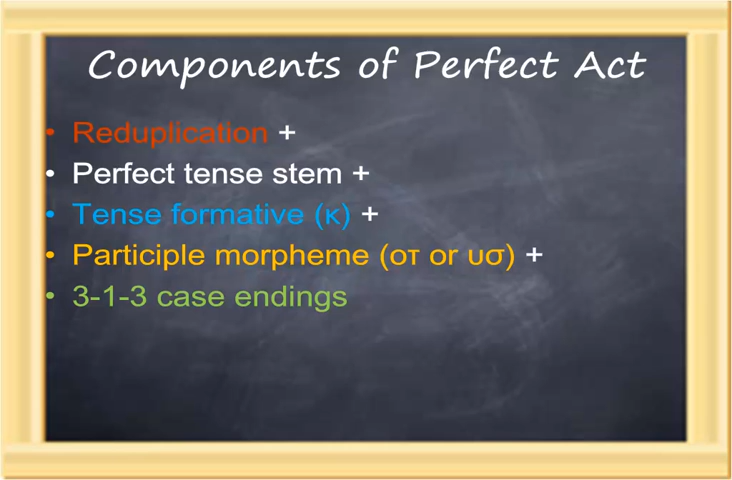 Components of Perfect Act
• Reduplication +
• Perfect tense stem +
• Tense formative (κ) +
• Participle morpheme (οτ or υσ) +
• 3-1-3 case endings